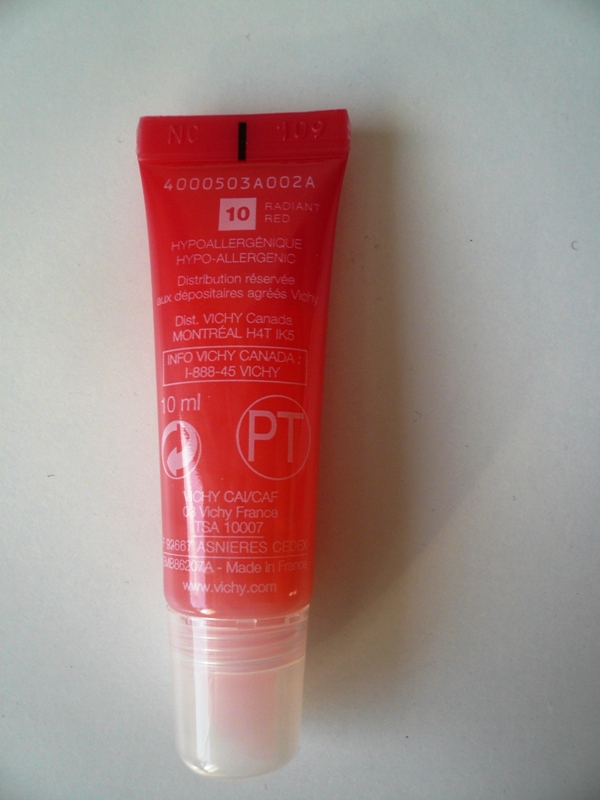 NC 109
4000503A002A
10 RADIANT
RED
HYPOALLERGÉNIQUE
HYPO-ALLERGENIC
Distribution réservée
aux dépositaires agréés Vichy
Dist. VICHY Canada
MONTRÉAL H4T IK5
INFO VICHY CANADA :
I-888-45 VICHY
10 ml
PT
VICHY CAI/CAF
03 Vichy France
TSA 10007
ASNIERES CEDEX
- Made in France
www.vichy.com